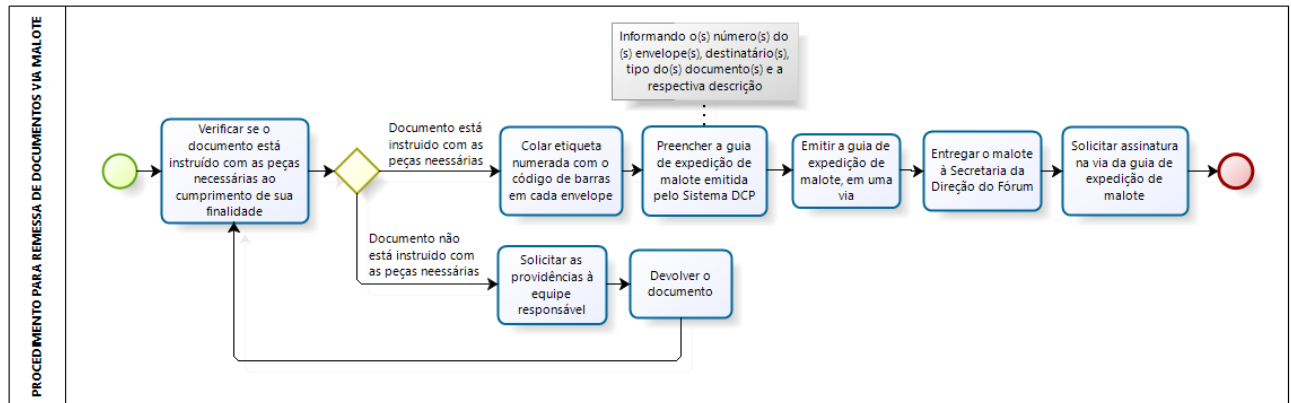 PROCEDIMENTO PARA REMESSA DE DOCUMENTOS VIA MALOTE
Informando o(s) número(s) do
(s) envelope(s), destinatário(s),
tipo do(s) documento(s) e a
respectiva descrição
Verificar se o
documento está
instruído com as peças
necessárias ao
cumprimento de sua
finalidade
Documento está
instruido com as
peças neessárias
Colar etiqueta
numerada com o
código de barras
em cada envelope
Preencher a guia
de expedição de
malote emitida
pelo Sistema DCP
Emitir a guia de
expedição de
malote, em uma
via
Entregar o malote
à Secretaria da
Direção do Fórum
Solicitar assinatura
na via da guia de
expedição de
malote
Documento não
está instruido com
as peças neessárias
Solicitar as
providências à
equipe
responsável
Devolver o
documento